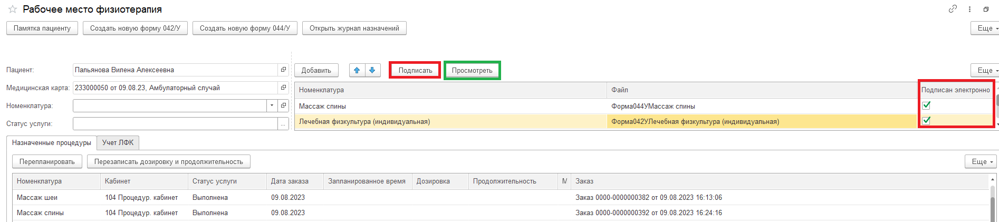 Рабочее место физиотерапия
Памятка пациенту Создать новую форму 042/У Создать новую форму 044/У Открыть журнал назначений Еще
Пациент: Пальянова Вилена Алексеевна
Медицинская карта: 233000050 от 09.08.23, Амбулаторный случай
Номенклатура:
Статус услуги: ...
Добавить Подписать Просмотреть Еще
Номенклатура Файл Подписан электронно
Массаж спины Форма044УМассаж спины
Лечебная физкультура (индивидуальная) Форма042УЛечебная физкультура (индивидуальная)
Назначенные процедуры Учет ЛФК
Перепланировать Перезаписать дозировку и продолжительность Еще
Номенклатура Кабинет Статус услуги Дата заказа Запланированное время Дозировка Продолжительность М Заказ
Массаж шеи 104 Процедур. кабинет Выполнена 09.08.2023 Заказ 0000-0000000382 от 09.08.2023 16:13:06
Массаж спины 104 Процедур. кабинет Выполнена 09.08.2023 Заказ 0000-0000000392 от 09.08.2023 16:24:16